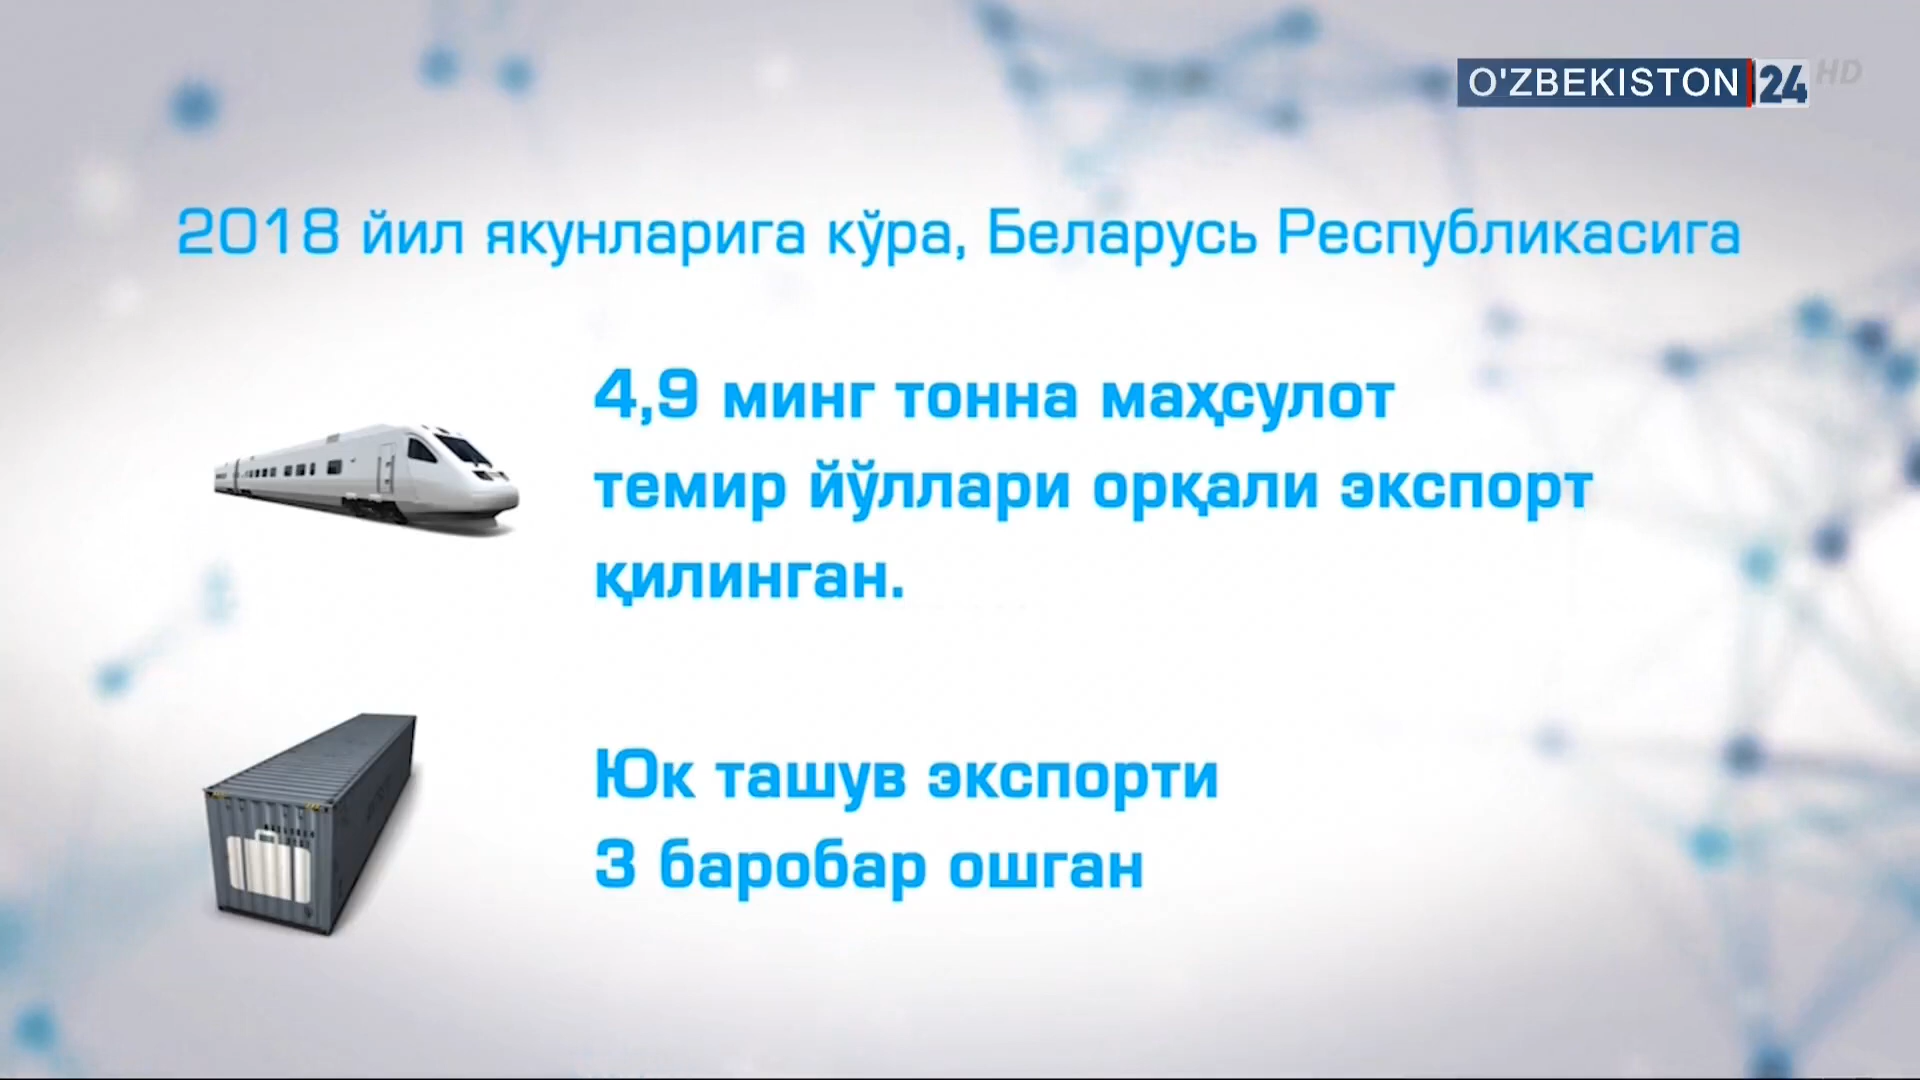 O'ZBEKISTON 24 HD
2018 йил якунларига кўра, Беларусь Республикасига
4,9 минг тонна маҳсулот
темир йўллари орқали экспорт
қилинган.
Юк ташув экспорти
3 баробар ошган